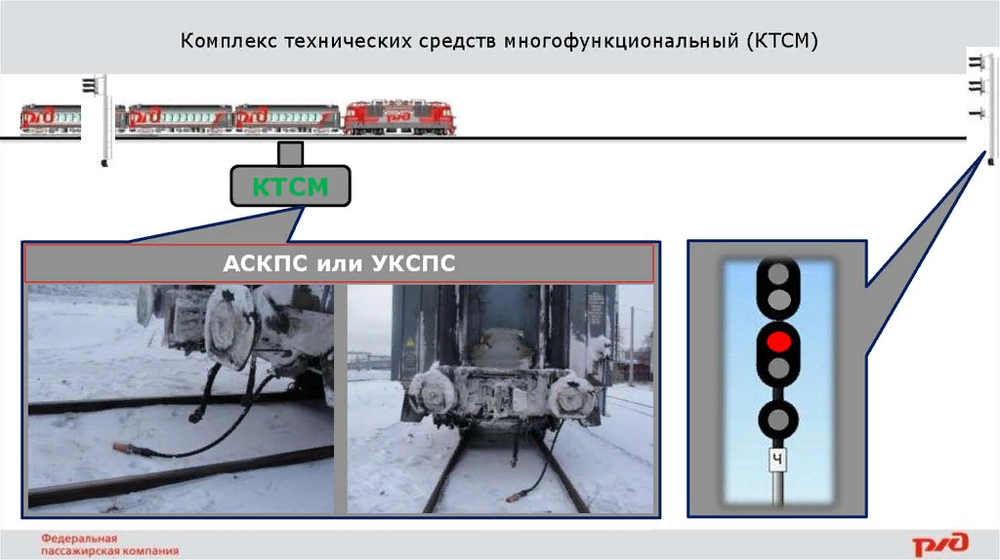 Комплекс технических средств многофункциональный (КТСМ)
КТСМ
АСКПС или УКСПС
Ч
Федеральная
пассажирская компания